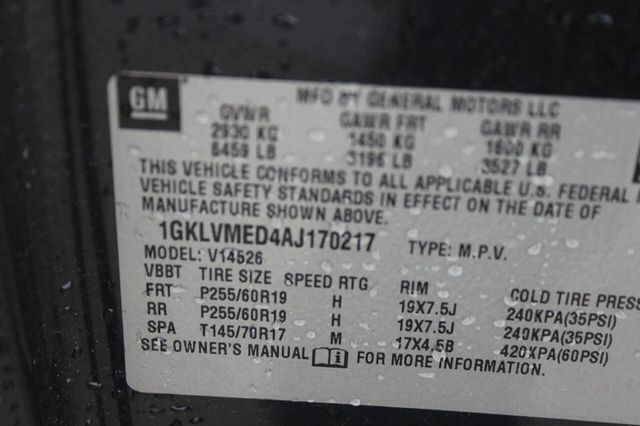 GM
MFD BY GENERAL MOTORS LLC
GVWR GAWR FRT GAWR RR
2930 KG 1450 KG 1600 KG
6459 LB 3196 LB 3527 LB
THIS VEHICLE CONFORMS TO ALL APPLICABLE U.S. FEDERAL
VEHICLE SAFETY STANDARDS IN EFFECT ON THE DATE OF
MANUFACTURE SHOWN ABOVE.
1GKLVMED4AJ170217 TYPE: M.P.V.
MODEL: V14526
VBBT TIRE SIZE SPEED RTG RIM COLD TIRE PRESS
FRT P255/60R19 H 19X7.5J 240KPA(35PSI)
RR P255/60R19 H 19X7.5J 240KPA(35PSI)
SPA T145/70R17 M 17X4.5B 420KPA(60PSI)
SEE OWNER'S MANUAL i FOR MORE INFORMATION.